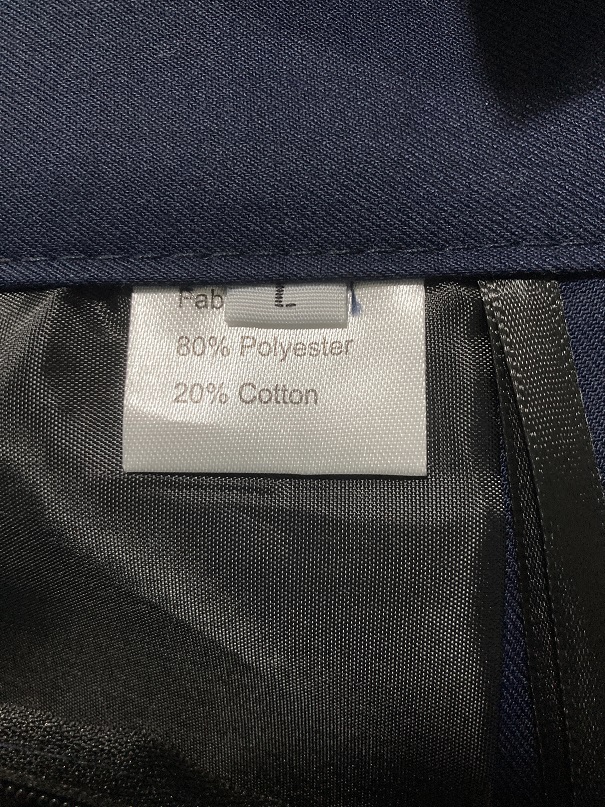 Fab
L
80% Polyester
20% Cotton